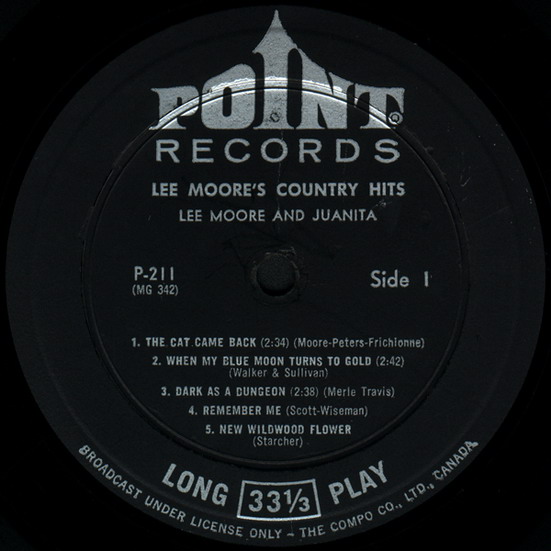 POINT®
RECORDS
LEE MOORE'S COUNTRY HITS
LEE MOORE AND JUANITA
P-211
(MG 342)
Side 1
1. THE CAT CAME BACK (2:34) (Moore-Peters-Frichionne)
2. WHEN MY BLUE MOON TURNS TO GOLD (2:42)
(Walker & Sullivan)
3. DARK AS A DUNGEON (2:38) (Merle Travis)
4. REMEMBER ME (Scott-Wiseman)
5. NEW WILDWOOD FLOWER
(Starcher)
LONG 33⅓ PLAY
BROADCAST UNDER LICENSE ONLY – THE COMPO CO., LTD., CANADA